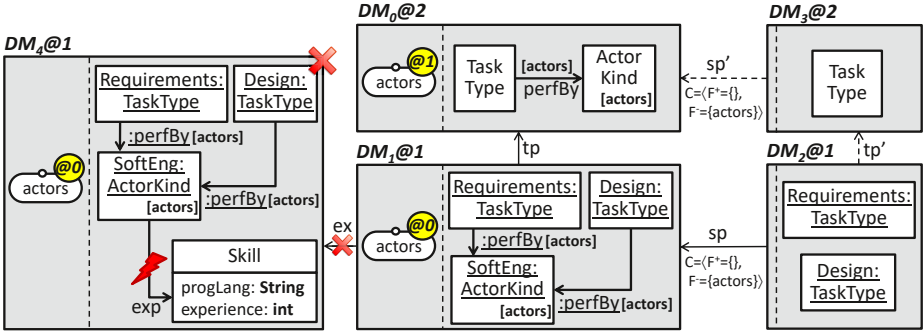 DM4@1
@0
actors
Requirements:
TaskType
Design:
TaskType
:perfBy[actors]
SoftEng:
ActorKind
[actors]
:perfBy[actors]
exp
Skill
progLang: String
experience: int
ex
DM0@2
@1
actors
Task
Type
[actors]
perfBy
Actor
Kind
[actors]
tp
DM1@1
@0
actors
Requirements:
TaskType
Design:
TaskType
:perfBy[actors]
SoftEng:
ActorKind
[actors]
:perfBy[actors]
sp'
C=⟨F⁺={},
F⁻={actors}⟩
sp
C=⟨F⁺={},
F⁻={actors}⟩
DM3@2
Task
Type
tp'
DM2@1
Requirements:
TaskType
Design:
TaskType